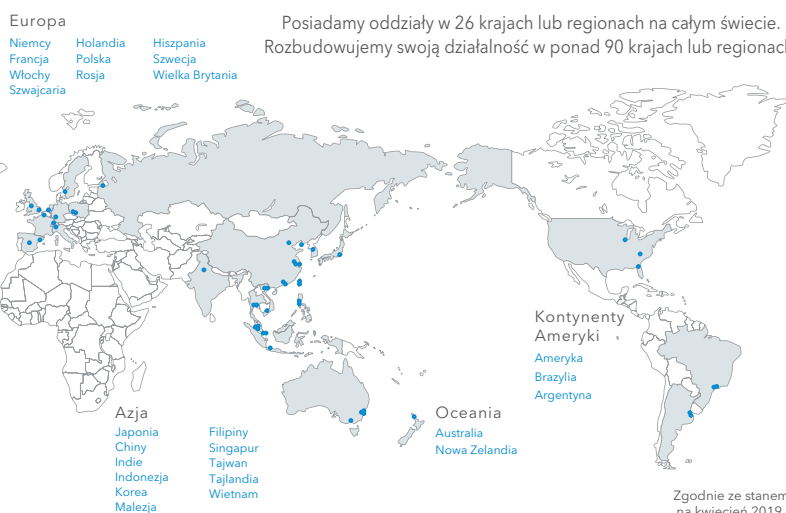 Europa
Niemcy
Francja
Włochy
Szwajcaria
Holandia
Polska
Rosja
Hiszpania
Szwecja
Wielka Brytania
Posiadamy oddziały w 26 krajach lub regionach na całym świecie.
Rozbudowujemy swoją działalność w ponad 90 krajach lub regionach
Kontynenty
Ameryki
Ameryka
Brazylia
Argentyna
Azja
Japonia
Chiny
Indie
Indonezja
Korea
Malezja
Filipiny
Singapur
Tajwan
Tajlandia
Wietnam
Oceania
Australia
Nowa Zelandia
Zgodnie ze stanem
na kwiecień 2019